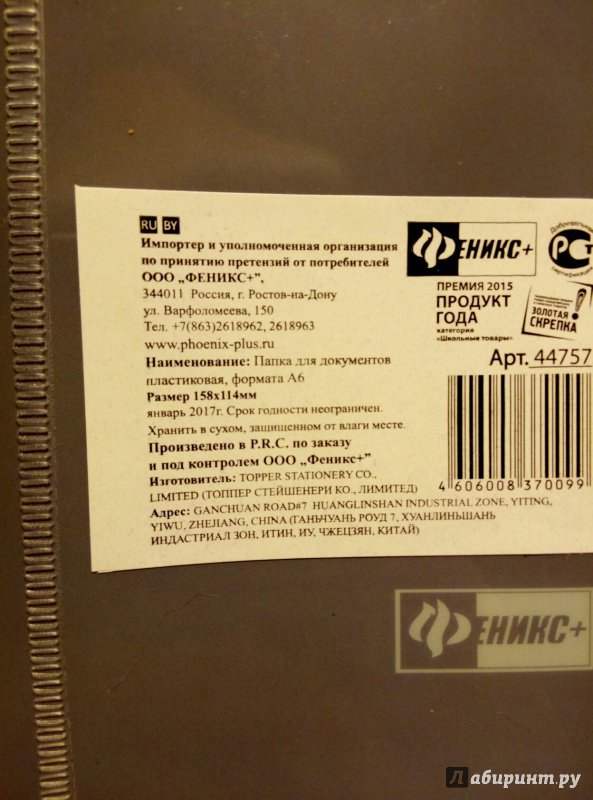 RU BY
Импортер и уполномоченная организация
по принятию претензий от потребителей
ООО „ФЕНИКС+”,
344011 Россия, г. Ростов-на-Дону
ул. Варфоломеева, 150
Тел. +7(863)2618962, 2618963
www.phoenix-plus.ru
Наименование: Папка для документов
пластиковая, формата А6
Размер 158х114мм
январь 2017г. Срок годности неограничен.
Хранить в сухом, защищенном от влаги месте.
Произведено в P.R.C. по заказу
и под контролем ООО „Феникс+”
Изготовитель: TOPPER STATIONERY CO.,
LIMITED (ТОППЕР СТЕЙШЕНЕРИ КО., ЛИМИТЕД)
Адрес: GANCHUAN ROAD#7 HUANGLINSHAN INDUSTRIAL ZONE, YITING,
YIWU, ZHEJIANG, CHINA (ГАНЬЧУАНЬ РОУД 7, ХУАНЛИНЬШАНЬ
ИНДАСТРИАЛ ЗОН, ИТИН, ИУ, ЧЖЕЦЗЯН, КИТАЙ)
ФЕНИКС+
Добровольная
РСТ
сертификация
ПРЕМИЯ 2015
ПРОДУКТ
ГОДА
категория
«Школьные товары»
ЗОЛОТАЯ
СКРЕПКА
Арт. 44757
4 606008 370099
ФЕНИКС+
Лабиринт.ру